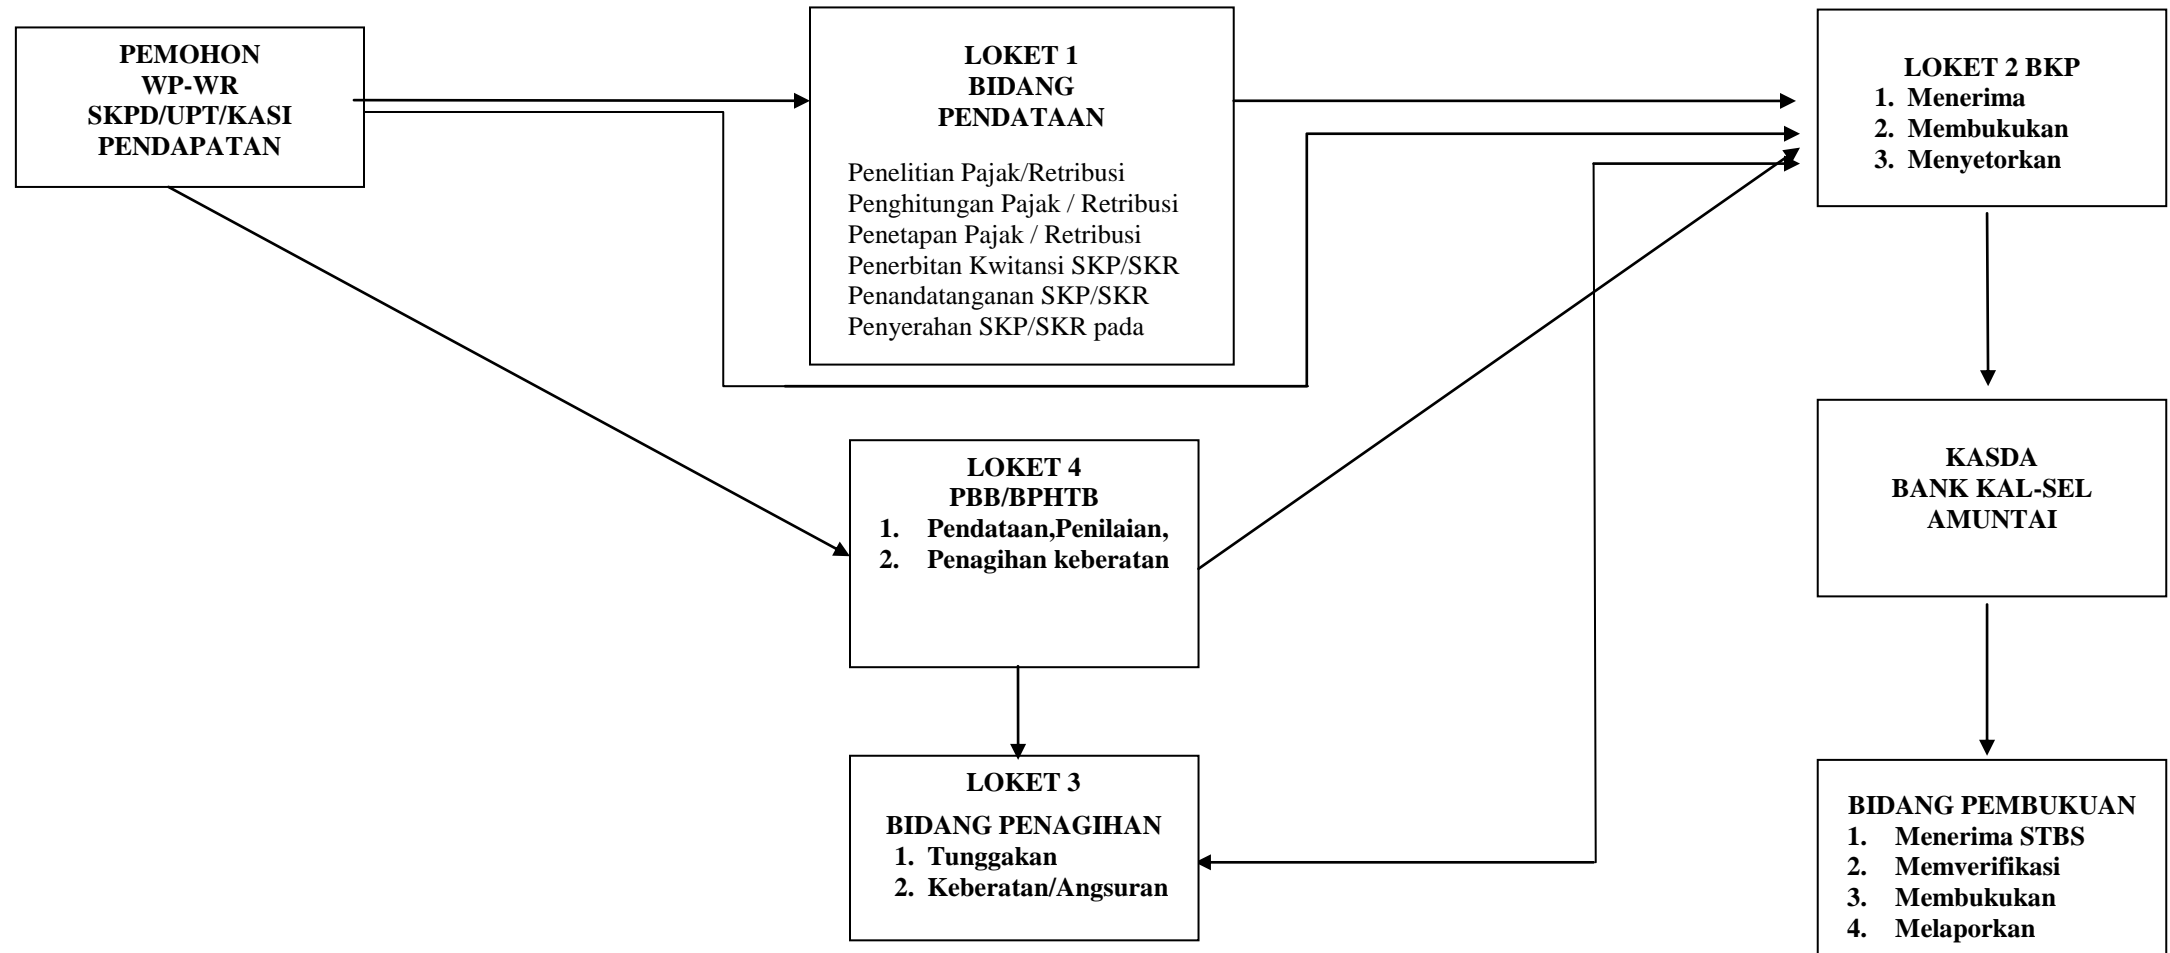 PEMOHON
WP-WR
SKPD/UPT/KASI
PENDAPATAN
LOKET 1
BIDANG
PENDATAAN
Penelitian Pajak/Retribusi
Penghitungan Pajak / Retribusi
Penetapan Pajak / Retribusi
Penerbitan Kwitansi SKP/SKR
Penandatanganan SKP/SKR
Penyerahan SKP/SKR pada
LOKET 2 BKP
1. Menerima
2. Membukukan
3. Menyetorkan
LOKET 4
PBB/BPHTB
1. Pendataan,Penilaian,
2. Penagihan keberatan
KASDA
BANK KAL-SEL
AMUNTAI
LOKET 3
BIDANG PENAGIHAN
1. Tunggakan
2. Keberatan/Angsuran
BIDANG PEMBUKUAN
1. Menerima STBS
2. Memverifikasi
3. Membukukan
4. Melaporkan